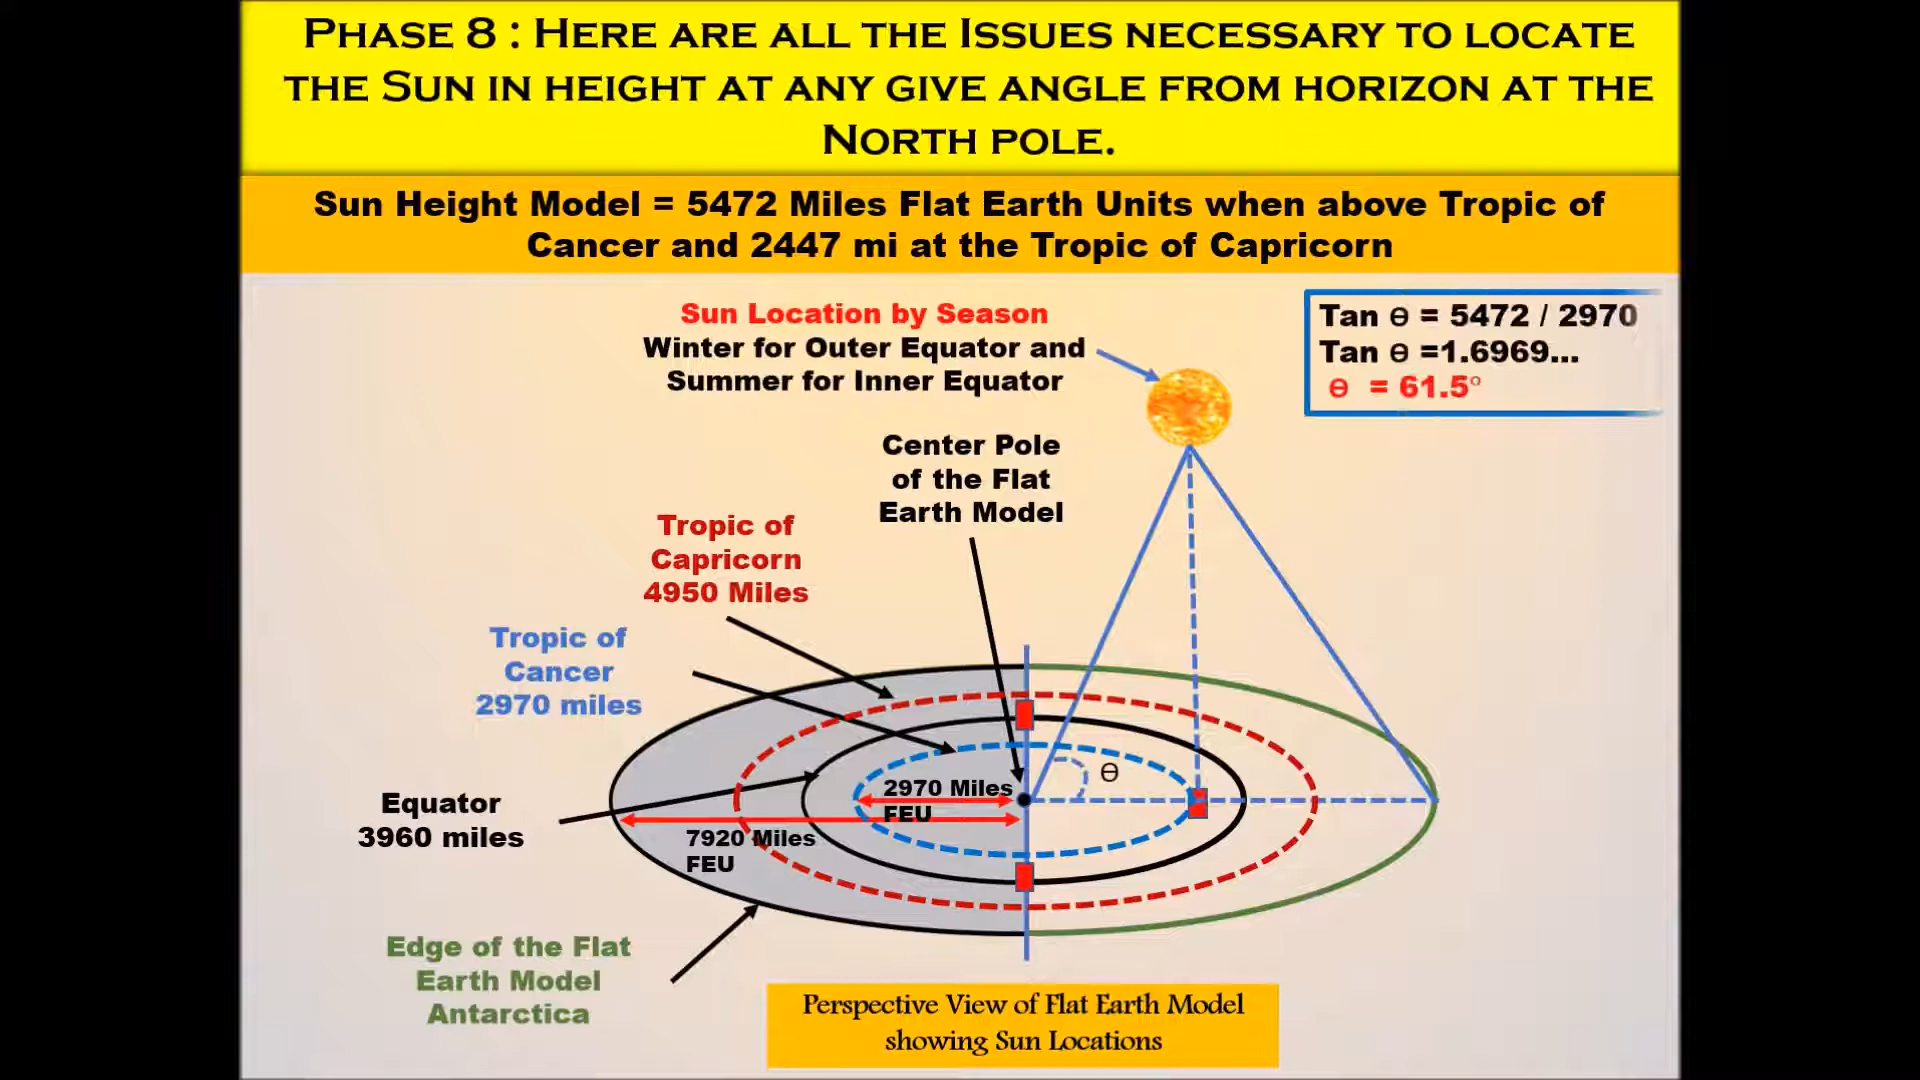 PHASE 8 : HERE ARE ALL THE ISSUES NECESSARY TO LOCATE
THE SUN IN HEIGHT AT ANY GIVE ANGLE FROM HORIZON AT THE
NORTH POLE.
Sun Height Model = 5472 Miles Flat Earth Units when above Tropic of
Cancer and 2447 mi at the Tropic of Capricorn
Sun Location by Season
Winter for Outer Equator and
Summer for Inner Equator
Tan ө = 5472 / 2970
Tan ө =1.6969...
ө = 61.5°
Center Pole
of the Flat
Earth Model
Tropic of
Capricorn
4950 Miles
Tropic of
Cancer
2970 miles
ө
2970 Miles
FEU
Equator
3960 miles
7920 Miles
FEU
Edge of the Flat
Earth Model
Antarctica
Perspective View of Flat Earth Model
showing Sun Locations